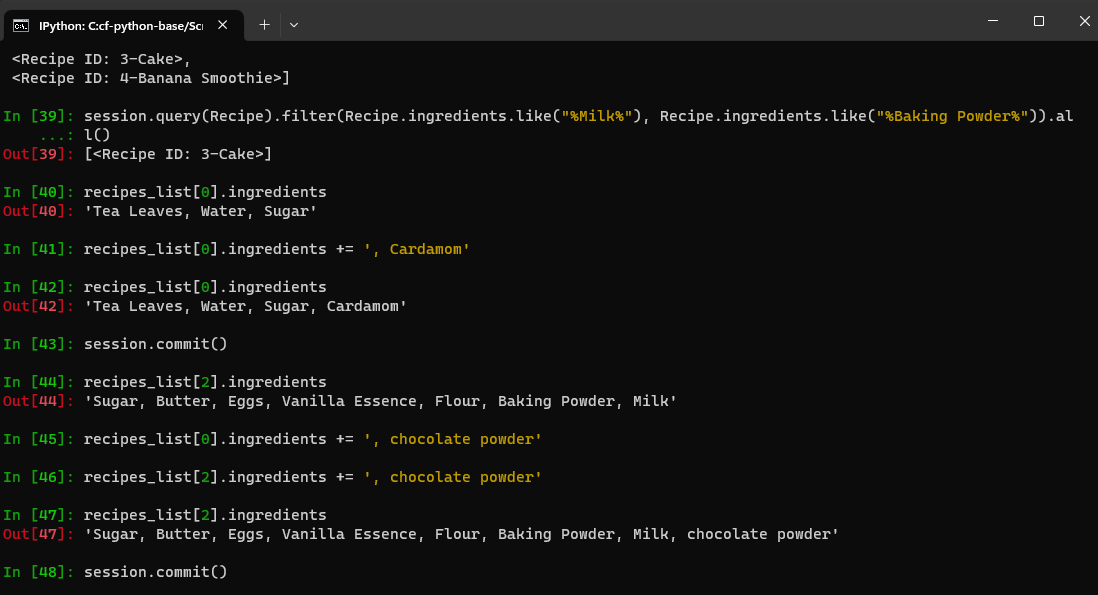 IPython: C:cf-python-base/Scr
<Recipe ID: 3-Cake>,
<Recipe ID: 4-Banana Smoothie>]
In [39]: session.query(Recipe).filter(Recipe.ingredients.like("%Milk%"), Recipe.ingredients.like("%Baking Powder%")).al
...: l()
Out[39]: [<Recipe ID: 3-Cake>]
In [40]: recipes_list[0].ingredients
Out[40]: 'Tea Leaves, Water, Sugar'
In [41]: recipes_list[0].ingredients += ', Cardamom'
In [42]: recipes_list[0].ingredients
Out[42]: 'Tea Leaves, Water, Sugar, Cardamom'
In [43]: session.commit()
In [44]: recipes_list[2].ingredients
Out[44]: 'Sugar, Butter, Eggs, Vanilla Essence, Flour, Baking Powder, Milk'
In [45]: recipes_list[0].ingredients += ', chocolate powder'
In [46]: recipes_list[2].ingredients += ', chocolate powder'
In [47]: recipes_list[2].ingredients
Out[47]: 'Sugar, Butter, Eggs, Vanilla Essence, Flour, Baking Powder, Milk, chocolate powder'
In [48]: session.commit()